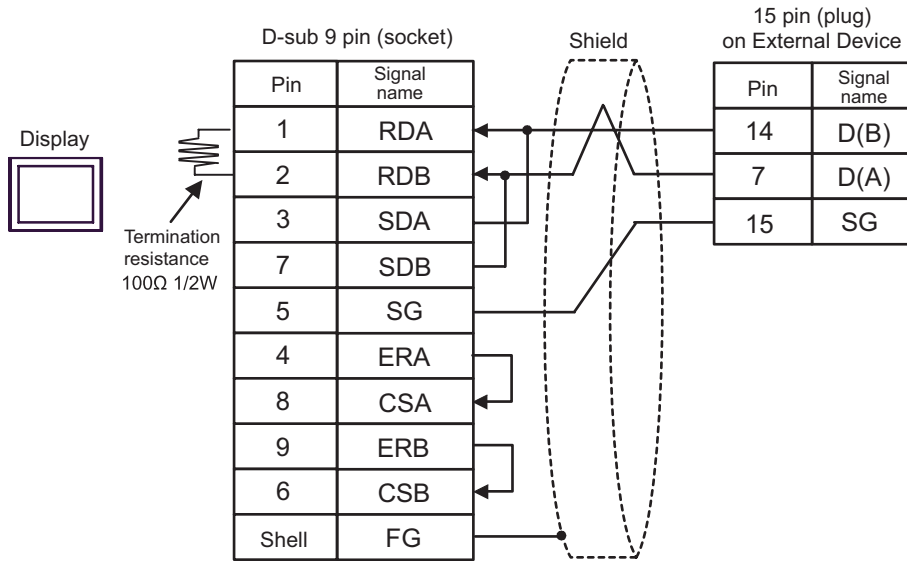 D-sub 9 pin (socket)
Shield
15 pin (plug)
on External Device
Pin Signal name
1 RDA
2 RDB
3 SDA
7 SDB
5 SG
4 ERA
8 CSA
9 ERB
6 CSB
Shell FG
Pin Signal name
14 D(B)
7 D(A)
15 SG
Display
Termination
resistance
100Ω 1/2W